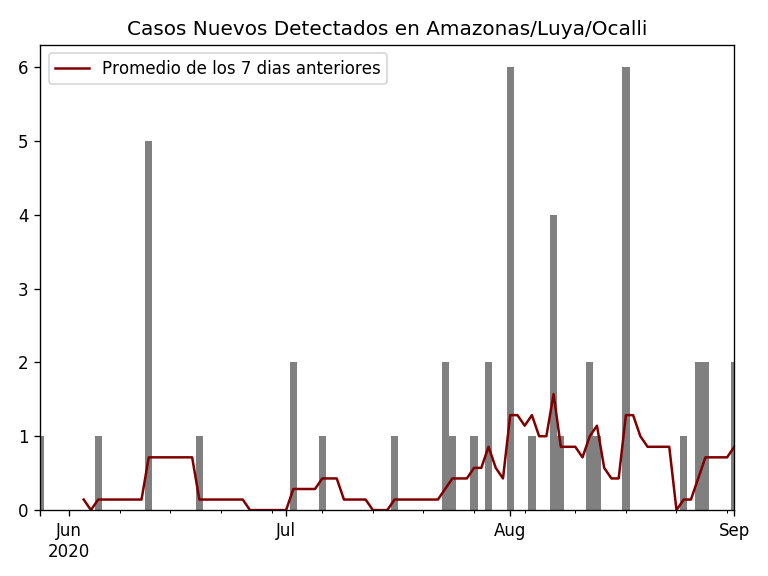 Casos Nuevos Detectados en Amazonas/Luya/Ocalli
Promedio de los 7 dias anteriores
6
5
4
3
2
1
0
Jun
2020
Jul
Aug
Sep